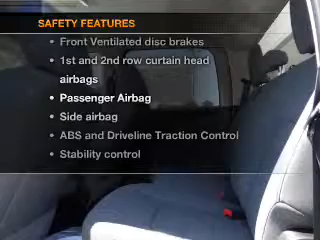 SAFETY FEATURES
• Front Ventilated disc brakes
• 1st and 2nd row curtain head
airbags
• Passenger Airbag
• Side airbag
• ABS and Driveline Traction Control
• Stability control